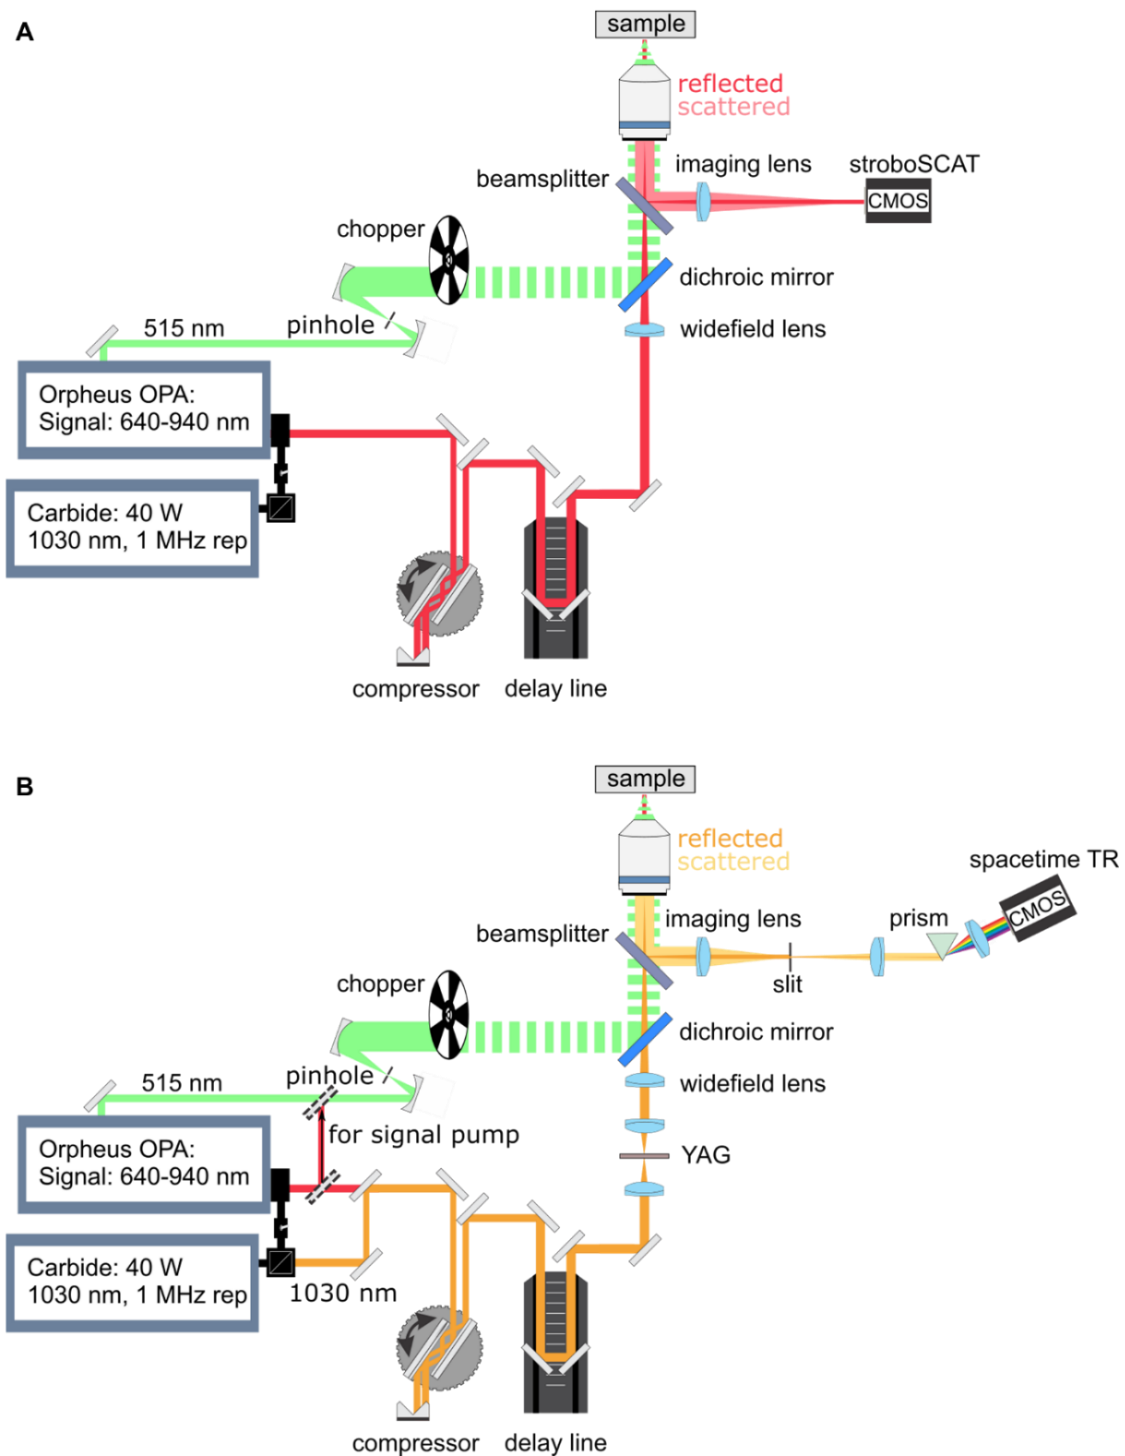 A
sample
reflected
scattered
imaging lens
stroboSCAT
beamsplitter
CMOS
chopper
dichroic mirror
pinhole
515 nm
widefield lens
Orpheus OPA:
Signal: 640-940 nm
Carbide: 40 W
1030 nm, 1 MHz rep
compressor
delay line
B
sample
reflected
scattered
spacetime TR
CMOS
imaging lens
prism
beamsplitter
slit
chopper
dichroic mirror
pinhole
515 nm
widefield lens
for signal pump
YAG
Orpheus OPA:
Signal: 640-940 nm
Carbide: 40 W
1030 nm, 1 MHz rep
1030 nm
compressor
delay line